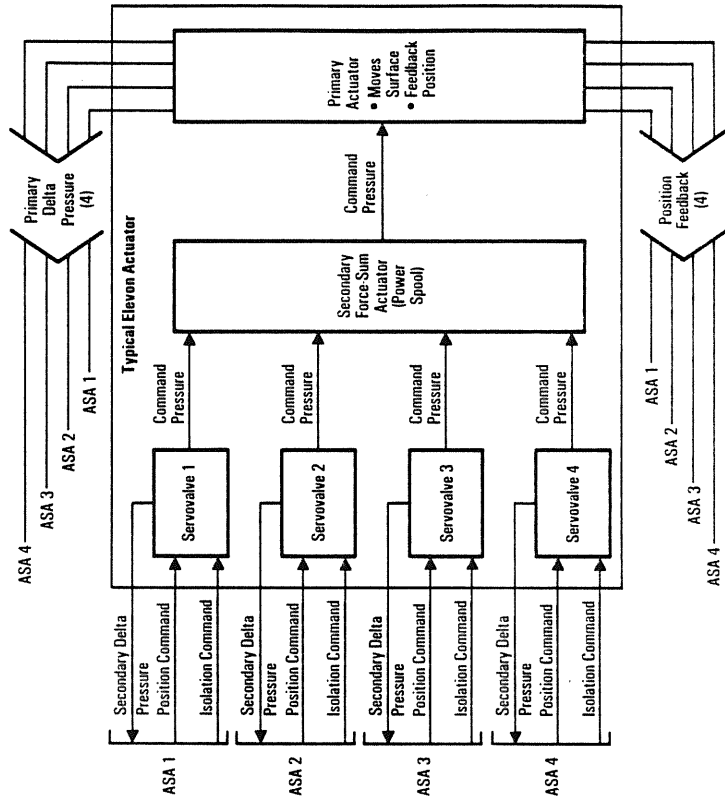 ASA 4
ASA 3
ASA 2
ASA 1
Primary
Delta
Pressure
(4)
Typical Elevon Actuator
ASA 1
Secondary Delta
Pressure
Position Command
Isolation Command
Servovalve 1
Command
Pressure
ASA 2
Secondary Delta
Pressure
Position Command
Isolation Command
Servovalve 2
Command
Pressure
ASA 3
Secondary Delta
Pressure
Position Command
Isolation Command
Servovalve 3
Command
Pressure
ASA 4
Secondary Delta
Pressure
Position Command
Isolation Command
Servovalve 4
Command
Pressure
Secondary
Force-Sum
Actuator
(Power
Spool)
Command
Pressure
Primary
Actuator
• Moves
Surface
• Feedback
Position
ASA 1
ASA 2
ASA 3
ASA 4
Position
Feedback
(4)